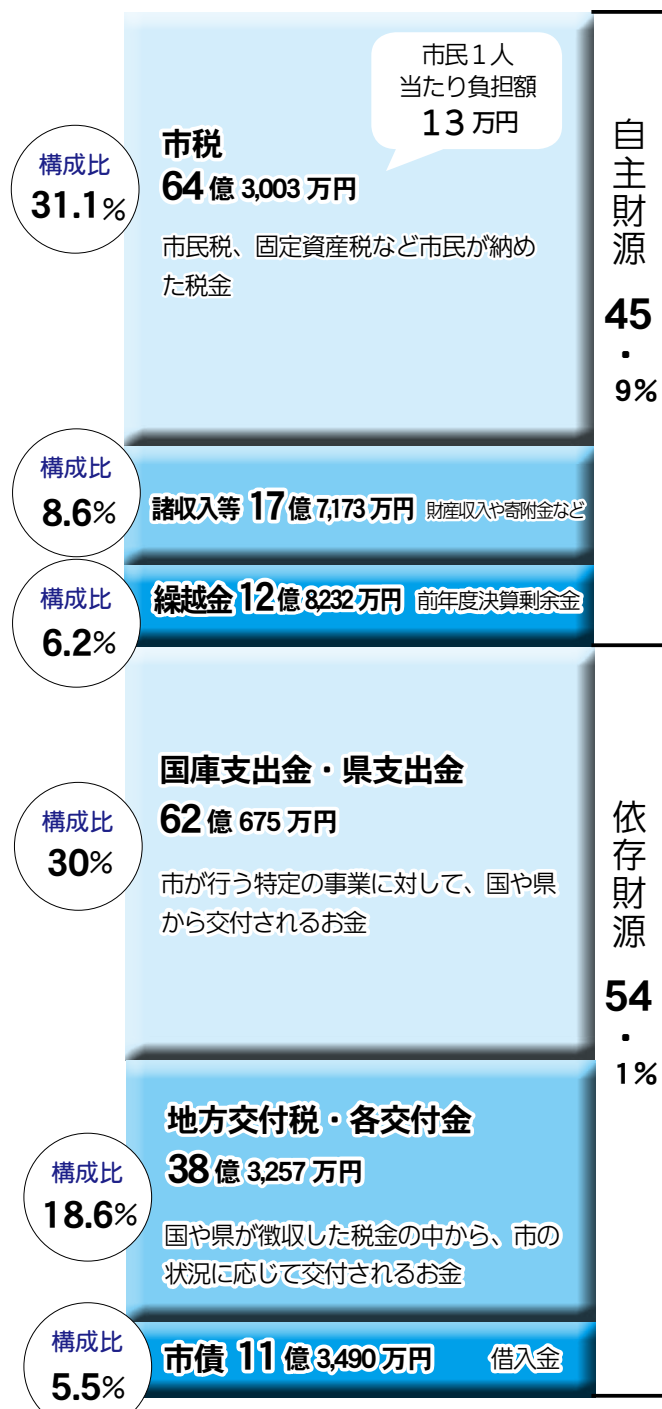 市民１人
当たり負担額
13万円
構成比
31.1%
市税
64億3,003万円
市民税、固定資産税など市民が納め
た税金
自主財源 45・9%
構成比
8.6%
諸収入等 17億7,173万円 財産収入や寄附金など
構成比
6.2%
繰越金 12億8,232万円 前年度決算剰余金
構成比
30%
国庫支出金・県支出金
62億675万円
市が行う特定の事業に対して、国や県
から交付されるお金
依存財源 54・1%
構成比
18.6%
地方交付税・各交付金
38億3,257万円
国や県が徴収した税金の中から、市の
状況に応じて交付されるお金
構成比
5.5%
市債 11億3,490万円 借入金